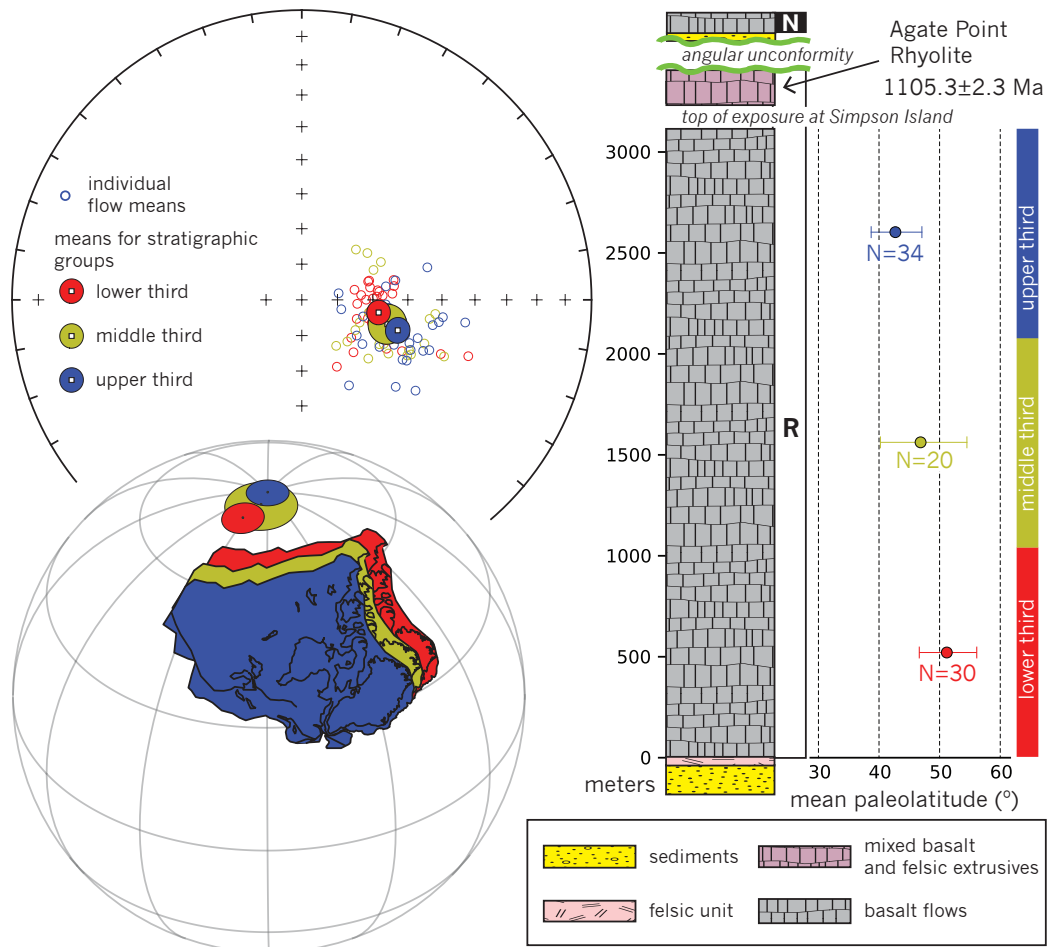 individual
flow means
means for stratigraphic
groups
lower third
middle third
upper third
N
angular unconformity
Agate Point
Rhyolite
1105.3±2.3 Ma
top of exposure at Simpson Island
3000
2500
2000
1500
1000
500
0
meters
R
N=34
N=20
N=30
upper third
middle third
lower third
30 40 50 60
mean paleolatitude (°)
sediments
mixed basalt
and felsic extrusives
felsic unit
basalt flows